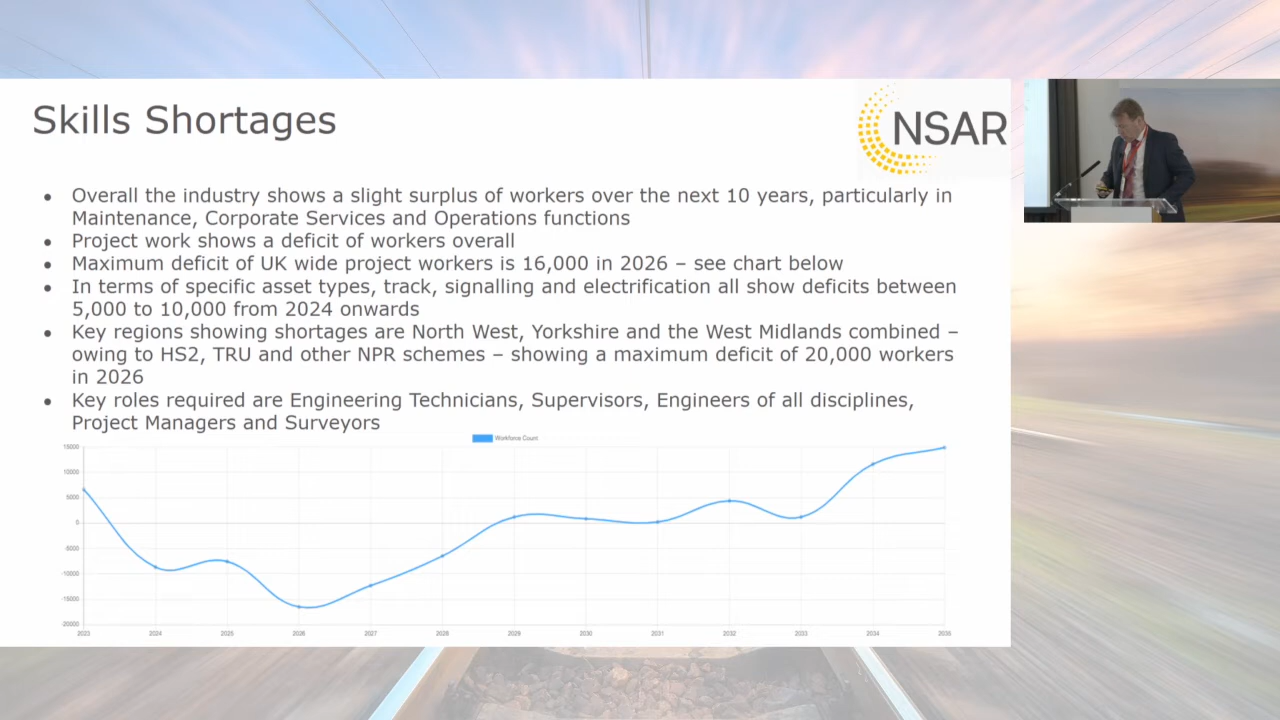 Skills Shortages
NSAR
• Overall the industry shows a slight surplus of workers over the next 10 years, particularly in
Maintenance, Corporate Services and Operations functions
• Project work shows a deficit of workers overall
• Maximum deficit of UK wide project workers is 16,000 in 2026 – see chart below
• In terms of specific asset types, track, signalling and electrification all show deficits between
5,000 to 10,000 from 2024 onwards
• Key regions showing shortages are North West, Yorkshire and the West Midlands combined –
owing to HS2, TRU and other NPR schemes – showing a maximum deficit of 20,000 workers
in 2026
• Key roles required are Engineering Technicians, Supervisors, Engineers of all disciplines,
Project Managers and Surveyors
Workforce Count
15000
10000
5000
0
-5000
-10000
-15000
-20000
2023 2024 2025 2026 2027 2028 2029 2030 2031 2032 2033 2034 2035